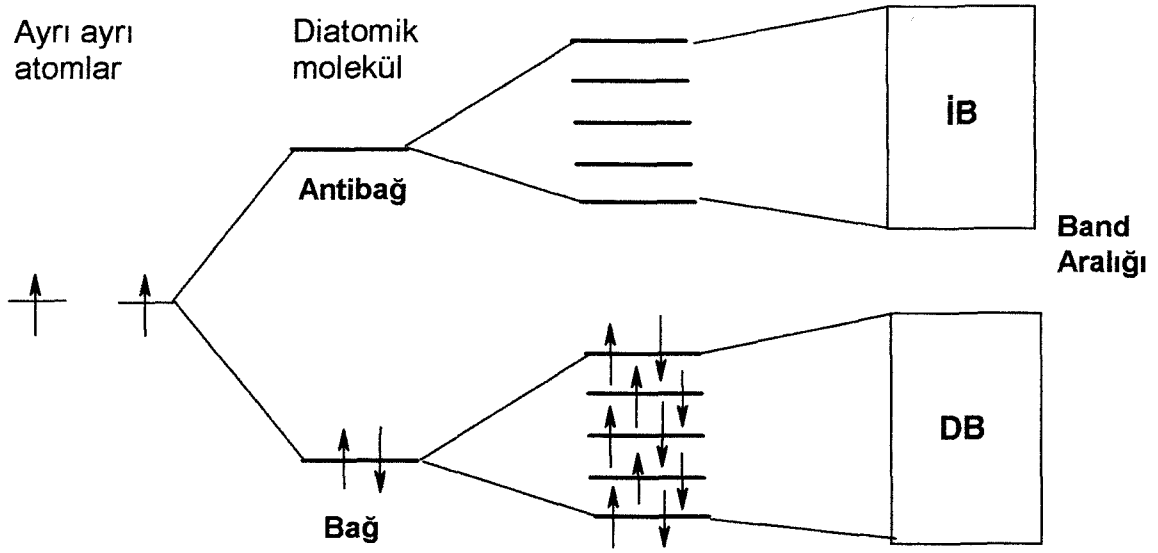 Ayrı ayrı
atomlar
Diatomik
molekül
Antibağ
Bağ
İB
Band
Aralığı
DB